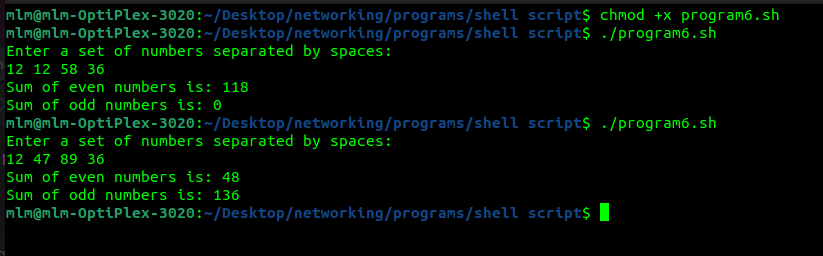 mlm@mlm-OptiPlex-3020:~/Desktop/networking/programs/shell script$ chmod +x program6.sh
mlm@mlm-OptiPlex-3020:~/Desktop/networking/programs/shell script$ ./program6.sh
Enter a set of numbers separated by spaces:
12 12 58 36
Sum of even numbers is: 118
Sum of odd numbers is: 0
mlm@mlm-OptiPlex-3020:~/Desktop/networking/programs/shell script$ ./program6.sh
Enter a set of numbers separated by spaces:
12 47 89 36
Sum of even numbers is: 48
Sum of odd numbers is: 136
mlm@mlm-OptiPlex-3020:~/Desktop/networking/programs/shell script$